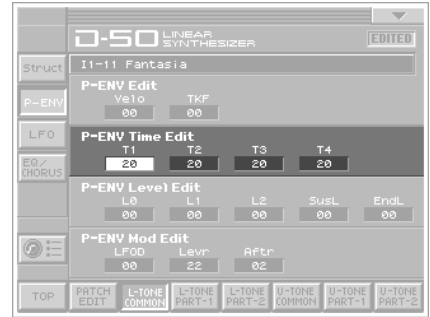 D-50 LINEAR SYNTHESIZER EDITED
Struct
I1-11 Fantasia
P-ENV Edit
Velo TKF
00 00
P-ENV
LFO
P-ENV Time Edit
T1 T2 T3 T4
20 20 20 20
EQ/CHORUS
P-ENV Level Edit
L0 L1 L2 SusL EndL
00 00 00 00 00
P-ENV Mod Edit
LFOD Levr Aftr
00 22 02
TOP
PATCH EDIT
L-TONE COMMON
L-TONE PART-1
L-TONE PART-2
U-TONE COMMON
U-TONE PART-1
U-TONE PART-2